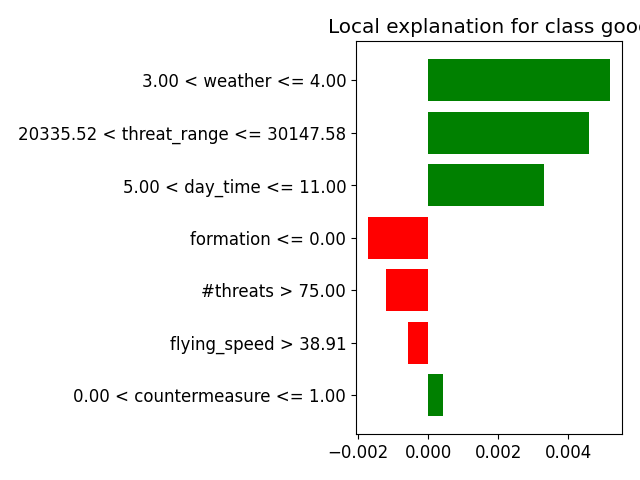 Local explanation for class good
3.00 < weather <= 4.00
20335.52 < threat_range <= 30147.58
5.00 < day_time <= 11.00
formation <= 0.00
#threats > 75.00
flying_speed > 38.91
0.00 < countermeasure <= 1.00
−0.002 0.000 0.002 0.004